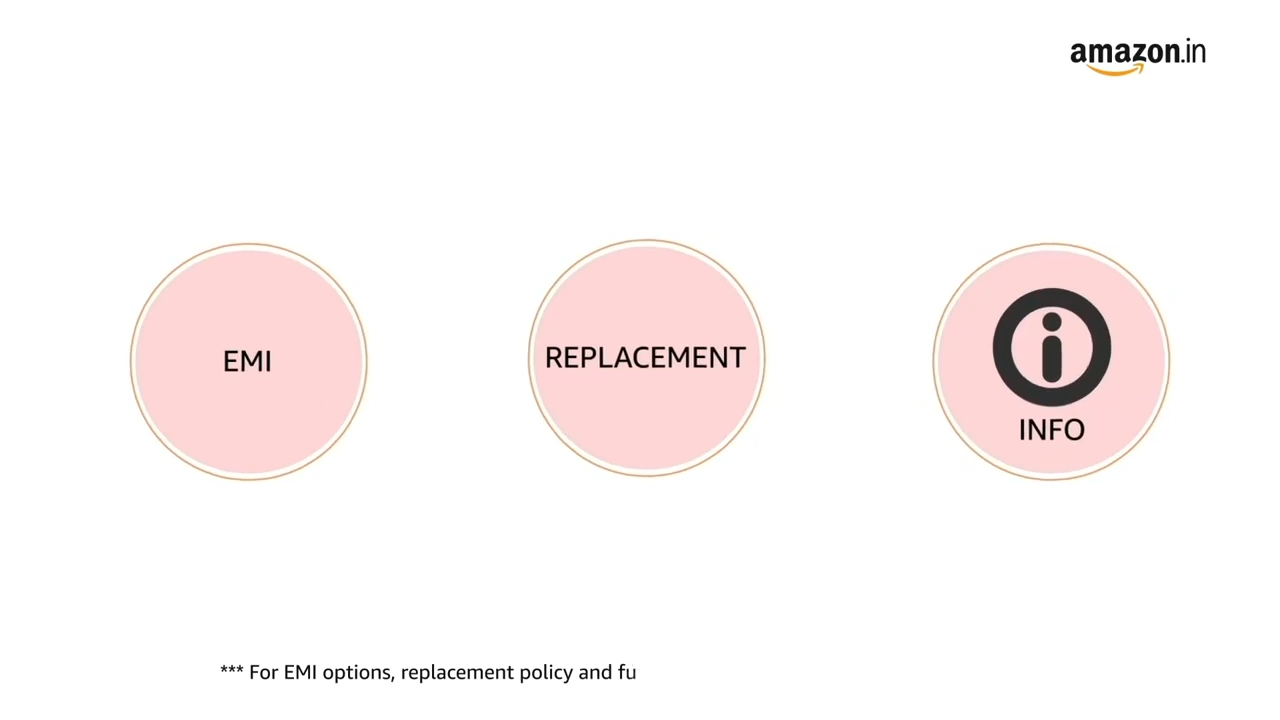 amazon.in
EMI
REPLACEMENT
INFO
*** For EMI options, replacement policy and fu